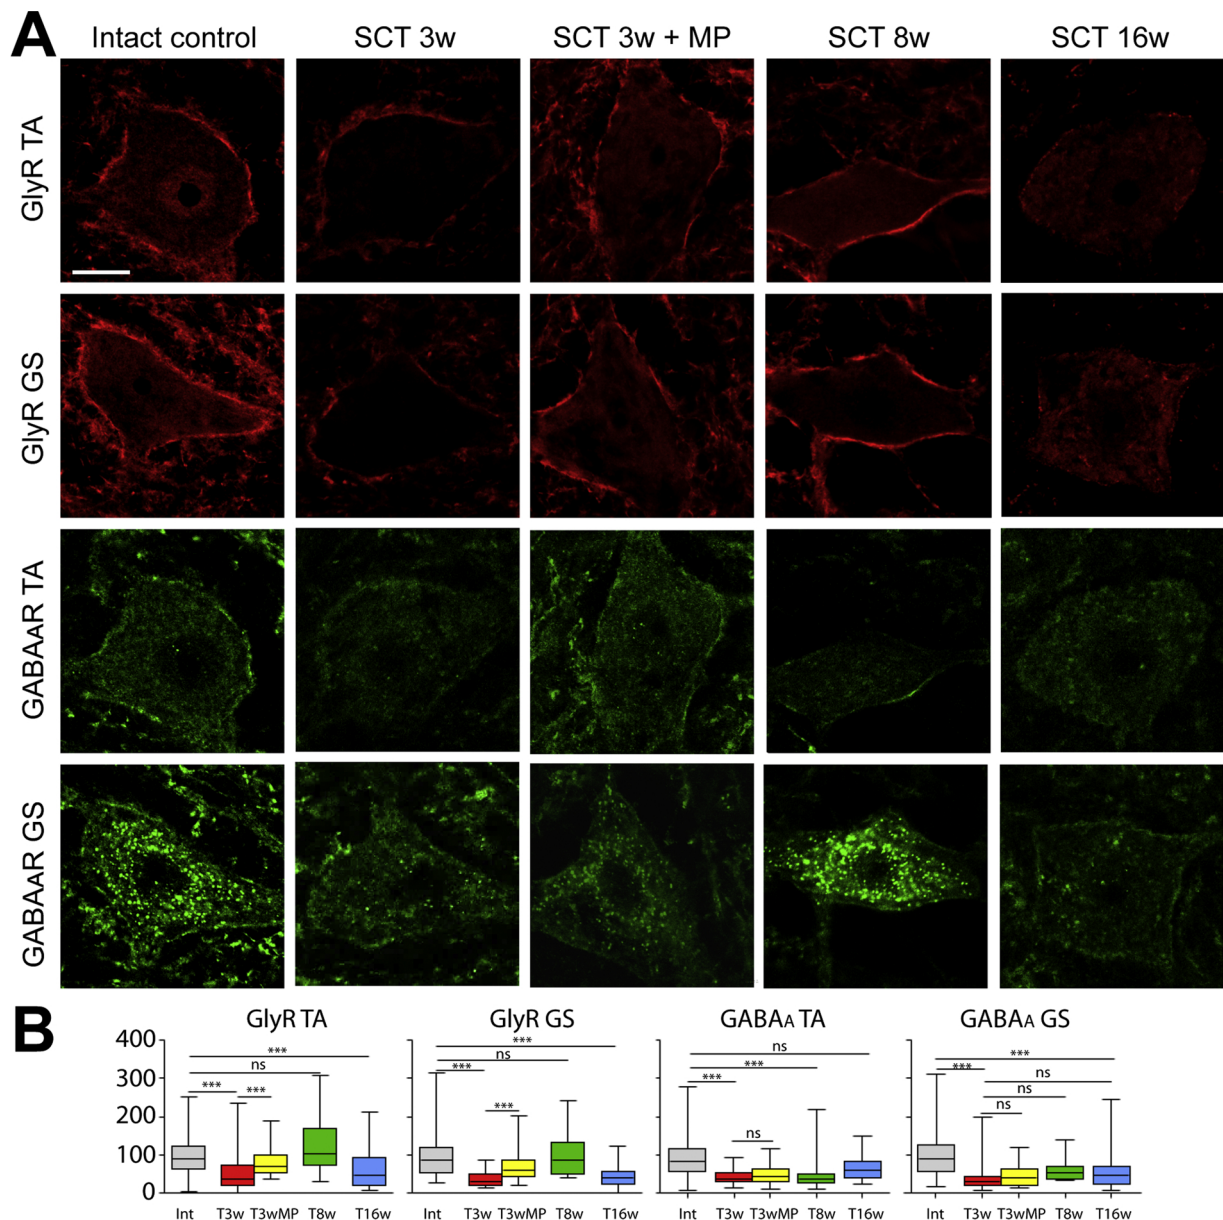 A
Intact control SCT 3w SCT 3w + MP SCT 8w SCT 16w
GlyR TA
GlyR GS
GABAAR TA
GABAAR GS
B
GlyR TA GlyR GS GABAA TA GABAA GS
400
300
200
100
0
*** ns *** ***
*** ns *** ***
ns *** *** ns
*** *** ns ns ns
Int T3w T3wMP T8w T16w Int T3w T3wMP T8w T16w Int T3w T3wMP T8w T16w Int T3w T3wMP T8w T16w